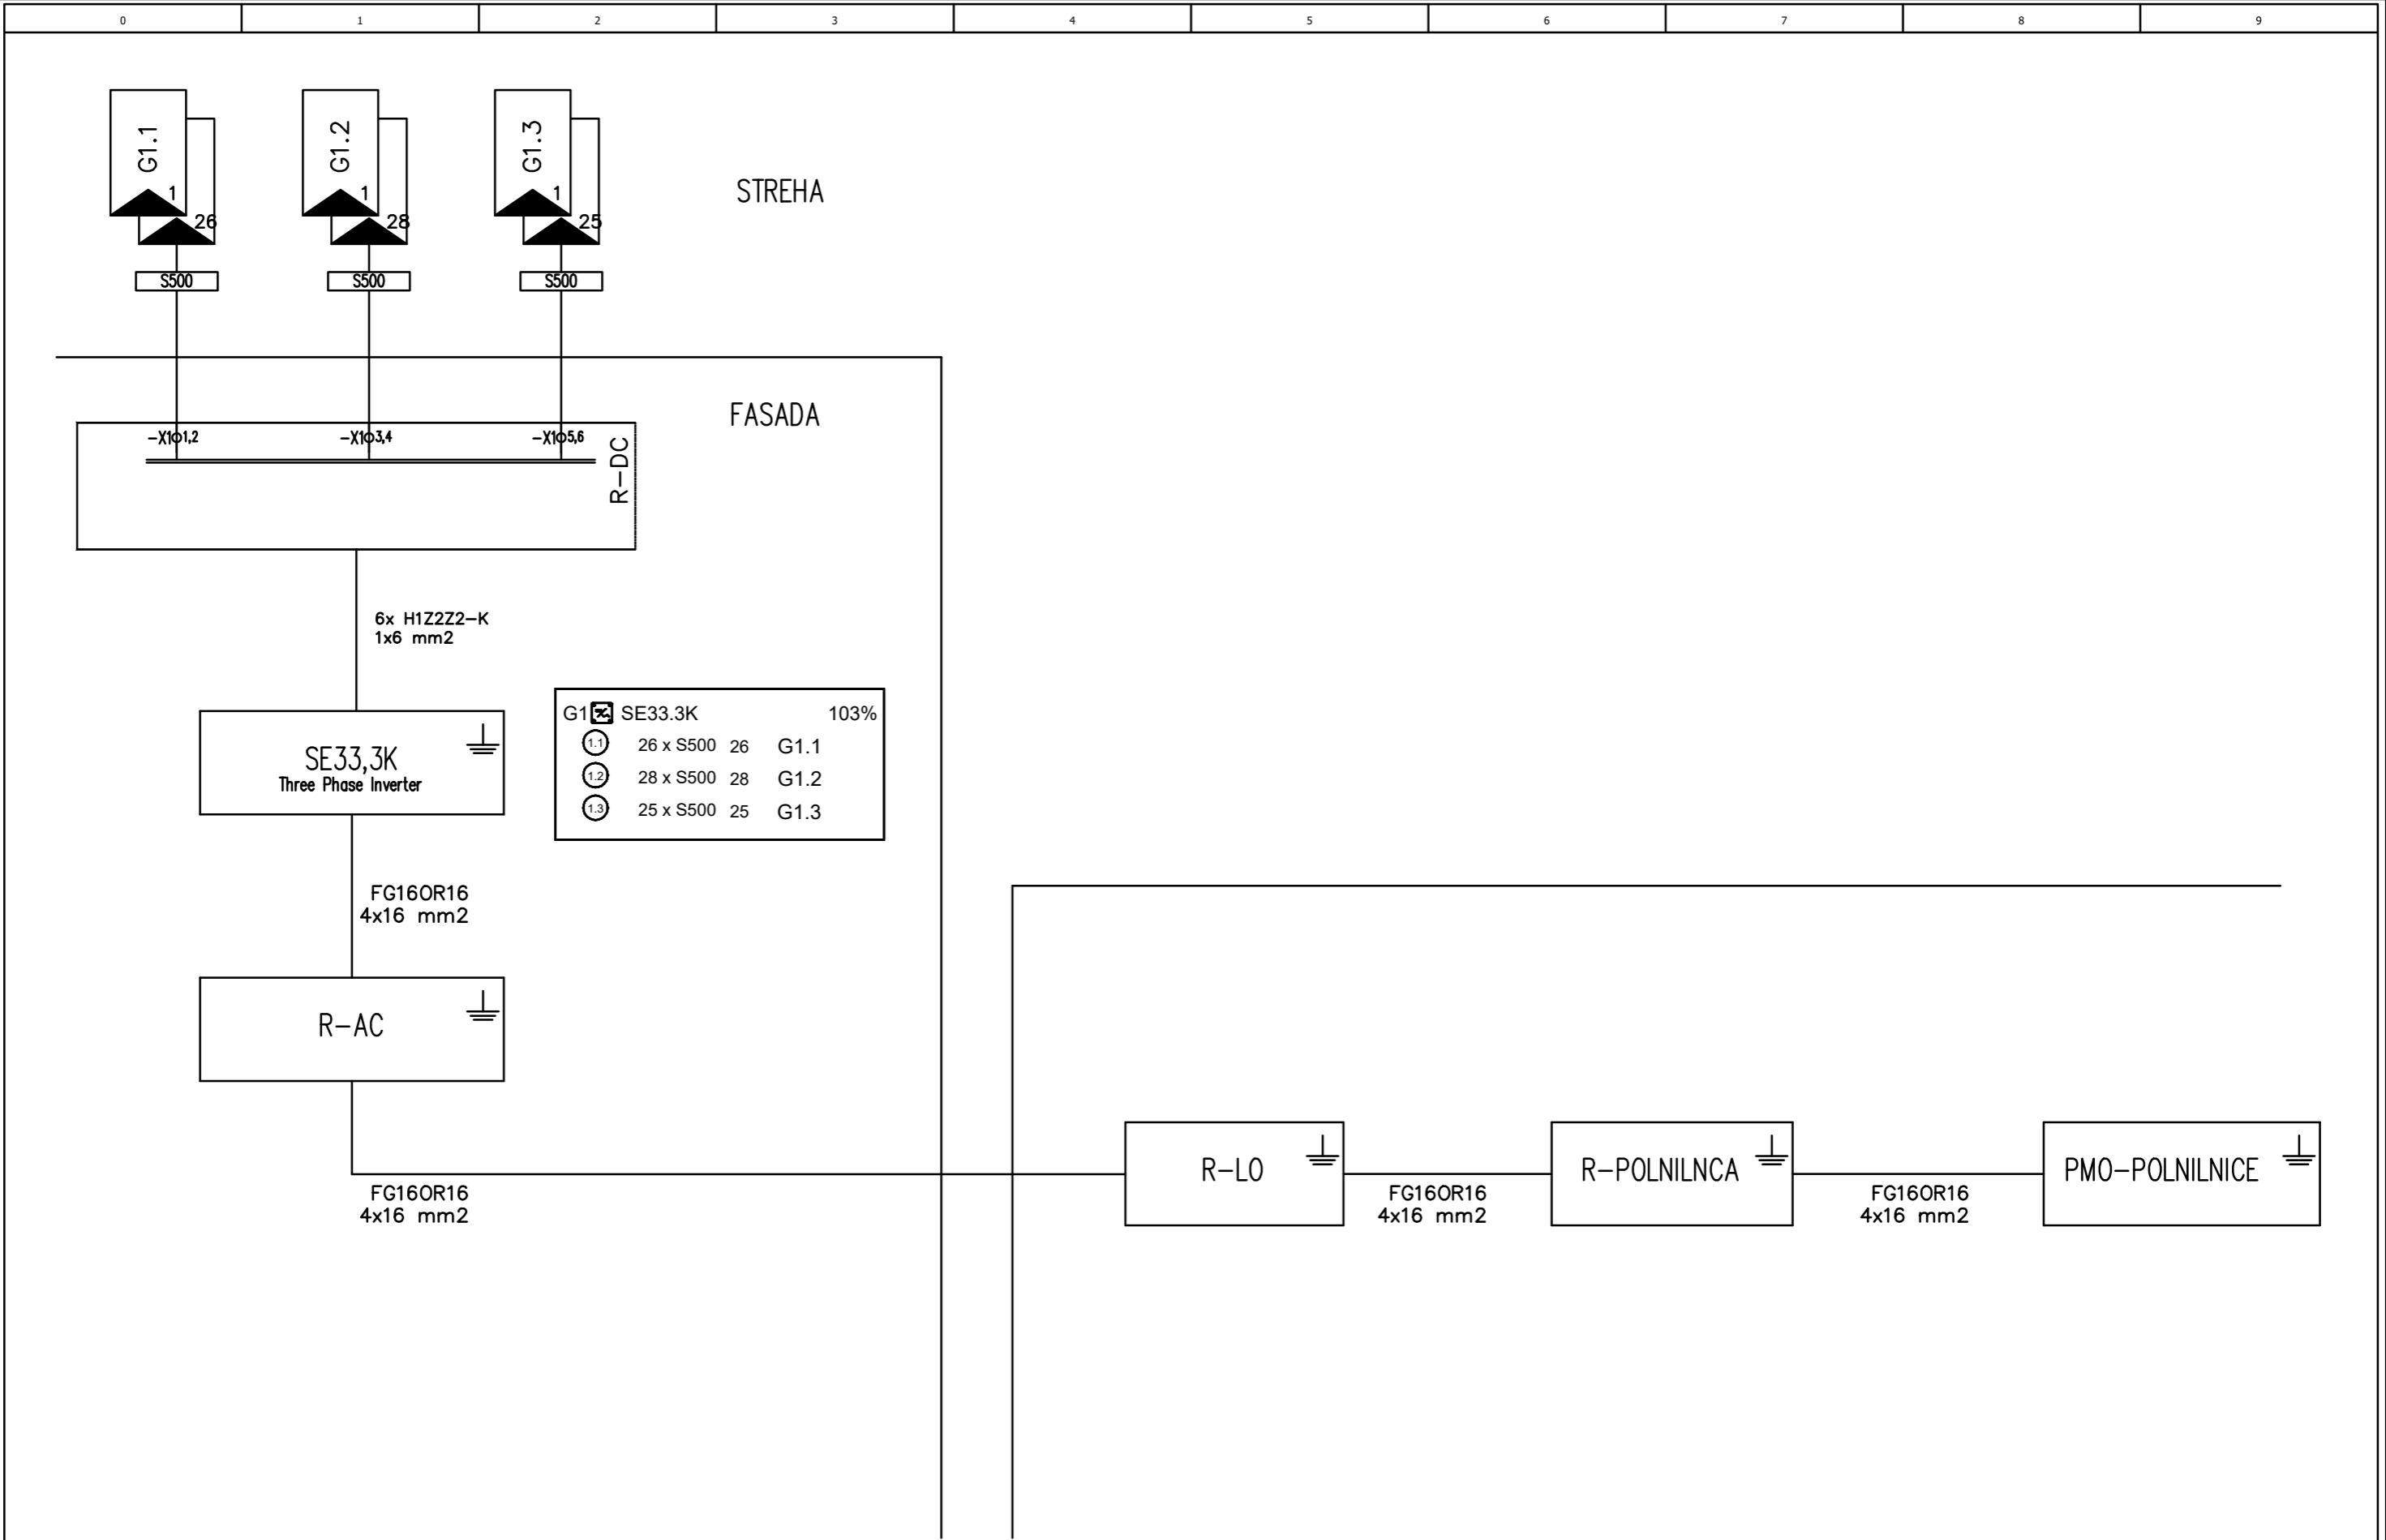 0 1 2 3 4 5 6 7 8 9
G1.1 G1.2 G1.3
1 1 1
26 28 25
STREHA
S500 S500 S500
FASADA
-X1 1,2 -X1 3,4 -X1 5,6
R-DC
6x H1Z2Z2-K
1x6 mm2
G1 SE33.3K 103%
1.1 26 x S500 26 G1.1
1.2 28 x S500 28 G1.2
1.3 25 x S500 25 G1.3
SE33,3K
Three Phase Inverter
FG16OR16
4x16 mm2
R-AC
R-LO R-POLNILNCA PMO-POLNILNICE
FG16OR16 FG16OR16 FG16OR16
4x16 mm2 4x16 mm2 4x16 mm2